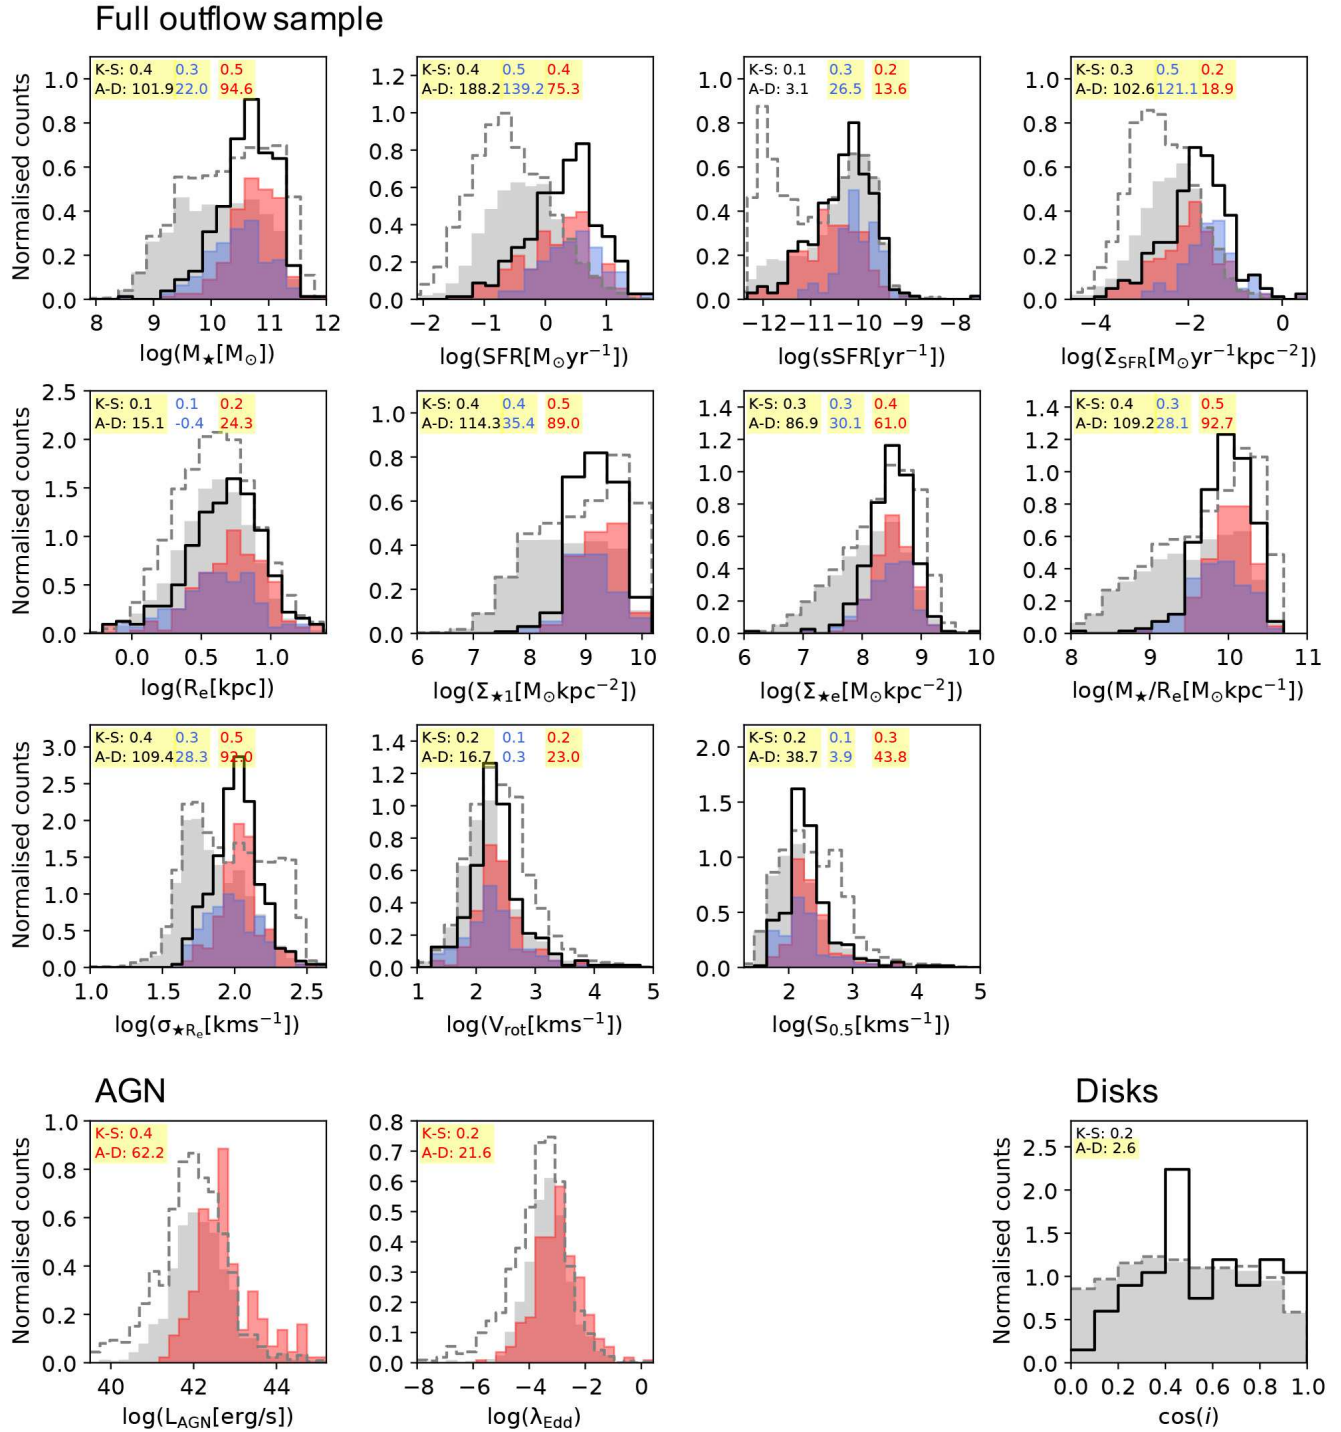 Full outflow sample
K-S: 0.4 0.3 0.5
A-D: 101.9 22.0 94.6
Normalised counts
1.0
0.8
0.6
0.4
0.2
0.0
8 9 10 11 12
log(M★[M⊙])
K-S: 0.4 0.5 0.4
A-D: 188.2 139.2 75.3
1.2
1.0
0.8
0.6
0.4
0.2
0.0
−2 −1 0 1
log(SFR[M⊙yr⁻¹])
K-S: 0.1 0.3 0.2
A-D: 3.1 26.5 13.6
1.0
0.8
0.6
0.4
0.2
0.0
−12 −11 −10 −9 −8
log(sSFR[yr⁻¹])
K-S: 0.3 0.5 0.2
A-D: 102.6 121.1 18.9
1.0
0.8
0.6
0.4
0.2
0.0
−4 −2 0
log(Σ_SFR[M⊙yr⁻¹kpc⁻²])
K-S: 0.1 0.1 0.2
A-D: 15.1 -0.4 24.3
Normalised counts
2.5
2.0
1.5
1.0
0.5
0.0
0.0 0.5 1.0
log(Rₑ[kpc])
K-S: 0.4 0.4 0.5
A-D: 114.3 35.4 89.0
1.0
0.8
0.6
0.4
0.2
0.0
6 7 8 9 10
log(Σ★1[M⊙kpc⁻²])
K-S: 0.3 0.3 0.4
A-D: 86.9 30.1 61.0
1.4
1.2
1.0
0.8
0.6
0.4
0.2
0.0
6 7 8 9 10
log(Σ★e[M⊙kpc⁻²])
K-S: 0.4 0.3 0.5
A-D: 109.2 28.1 92.7
1.4
1.2
1.0
0.8
0.6
0.4
0.2
0.0
8 9 10 11
log(M★/Rₑ[M⊙kpc⁻¹])
K-S: 0.4 0.3 0.5
A-D: 109.4 28.3 92.0
Normalised counts
3.0
2.5
2.0
1.5
1.0
0.5
0.0
1.0 1.5 2.0 2.5
log(σ★Rₑ[kms⁻¹])
K-S: 0.2 0.1 0.2
A-D: 16.7 0.3 23.0
1.4
1.2
1.0
0.8
0.6
0.4
0.2
0.0
1 2 3 4 5
log(V_rot[kms⁻¹])
K-S: 0.2 0.1 0.3
A-D: 38.7 3.9 43.8
2.0
1.5
1.0
0.5
0.0
2 3 4 5
log(S₀.₅[kms⁻¹])
AGN
K-S: 0.4
A-D: 62.2
Normalised counts
1.0
0.8
0.6
0.4
0.2
0.0
40 42 44
log(L_AGN[erg/s])
K-S: 0.2
A-D: 21.6
0.8
0.7
0.6
0.5
0.4
0.3
0.2
0.1
0.0
−8 −6 −4 −2 0
log(λ_Edd)
Disks
K-S: 0.2
A-D: 2.6
Normalised counts
2.5
2.0
1.5
1.0
0.5
0.0
0.0 0.2 0.4 0.6 0.8 1.0
cos(i)